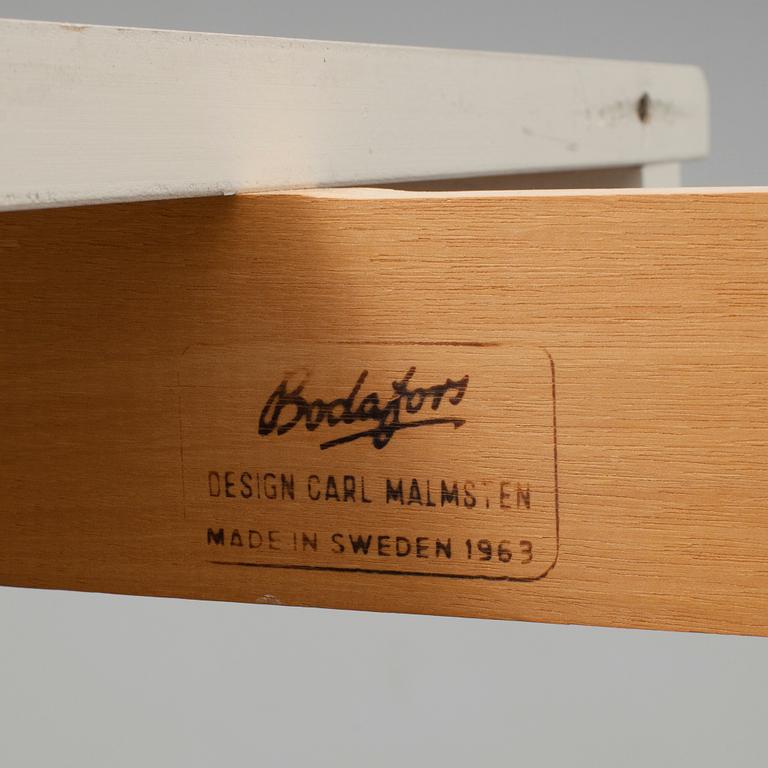 Bodafors
DESIGN CARL MALMSTEN
MADE IN SWEDEN 1963